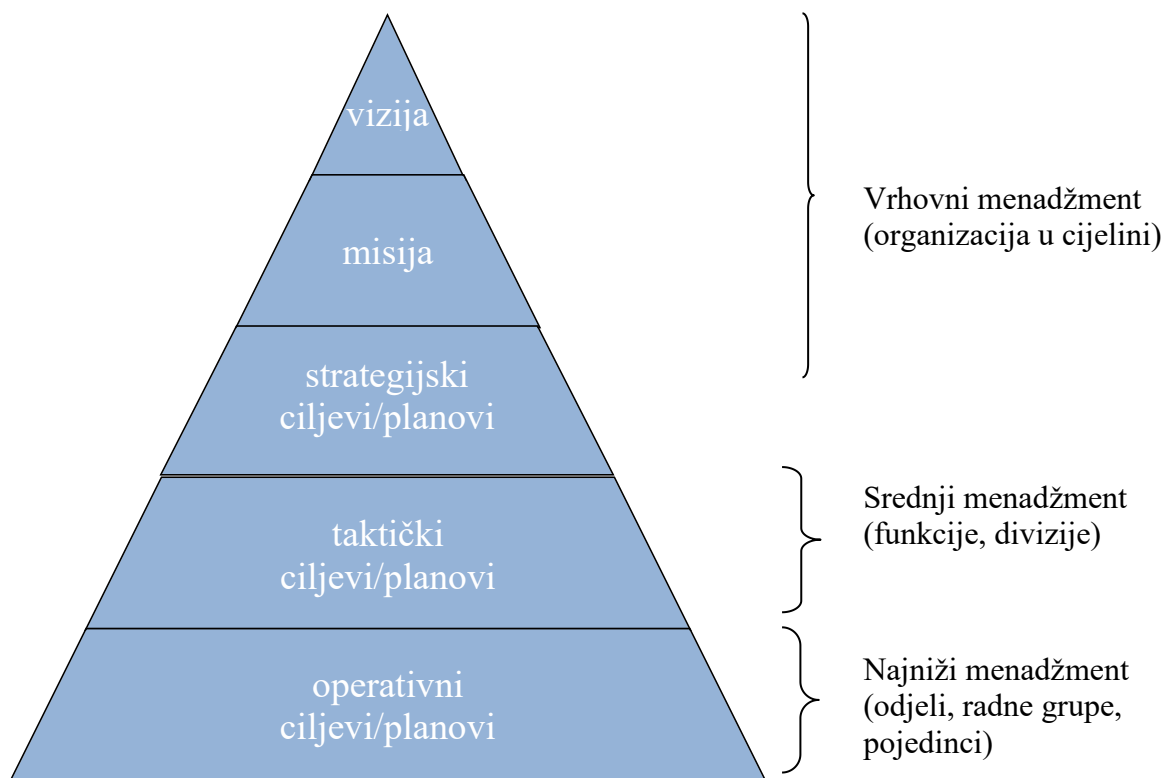 vizija
misija
strategijski
ciljevi/planovi
taktički
ciljevi/planovi
operativni
ciljevi/planovi
Vrhovni menadžment
(organizacija u cijelini)
Srednji menadžment
(funkcije, divizije)
Najniži menadžment
(odjeli, radne grupe,
pojedinci)